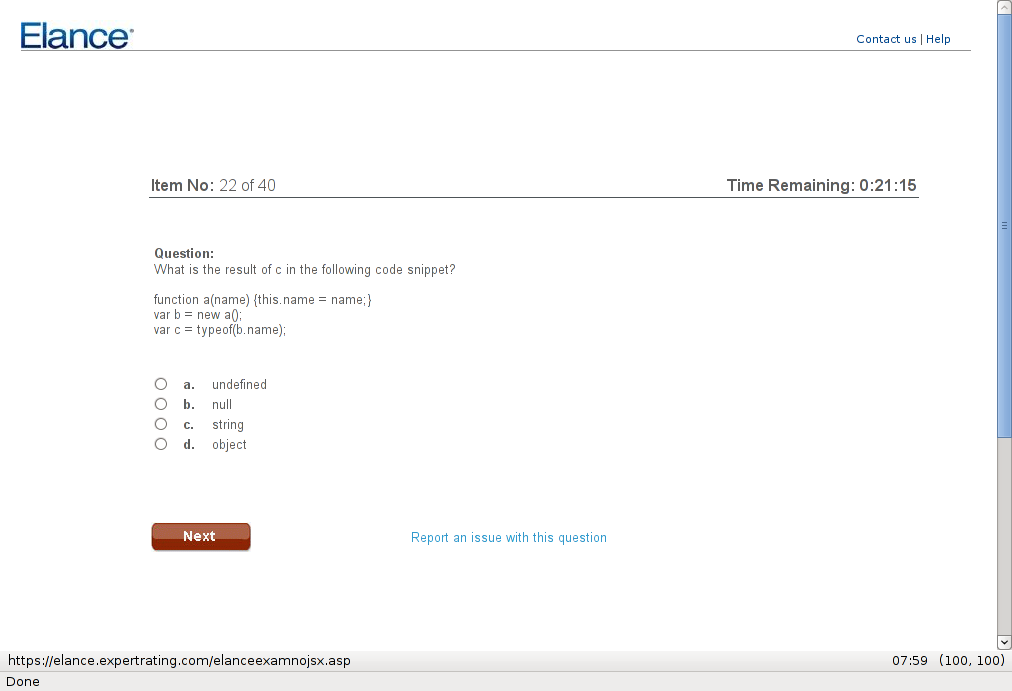 Elance®
Contact us | Help
Item No: 22 of 40
Time Remaining: 0:21:15
Question:
What is the result of c in the following code snippet?
function a(name) {this.name = name;}
var b = new a();
var c = typeof(b.name);
a. undefined
b. null
c. string
d. object
Next
Report an issue with this question
https://elance.expertrating.com/elanceexamnojsx.asp
07:59 (100, 100)
Done